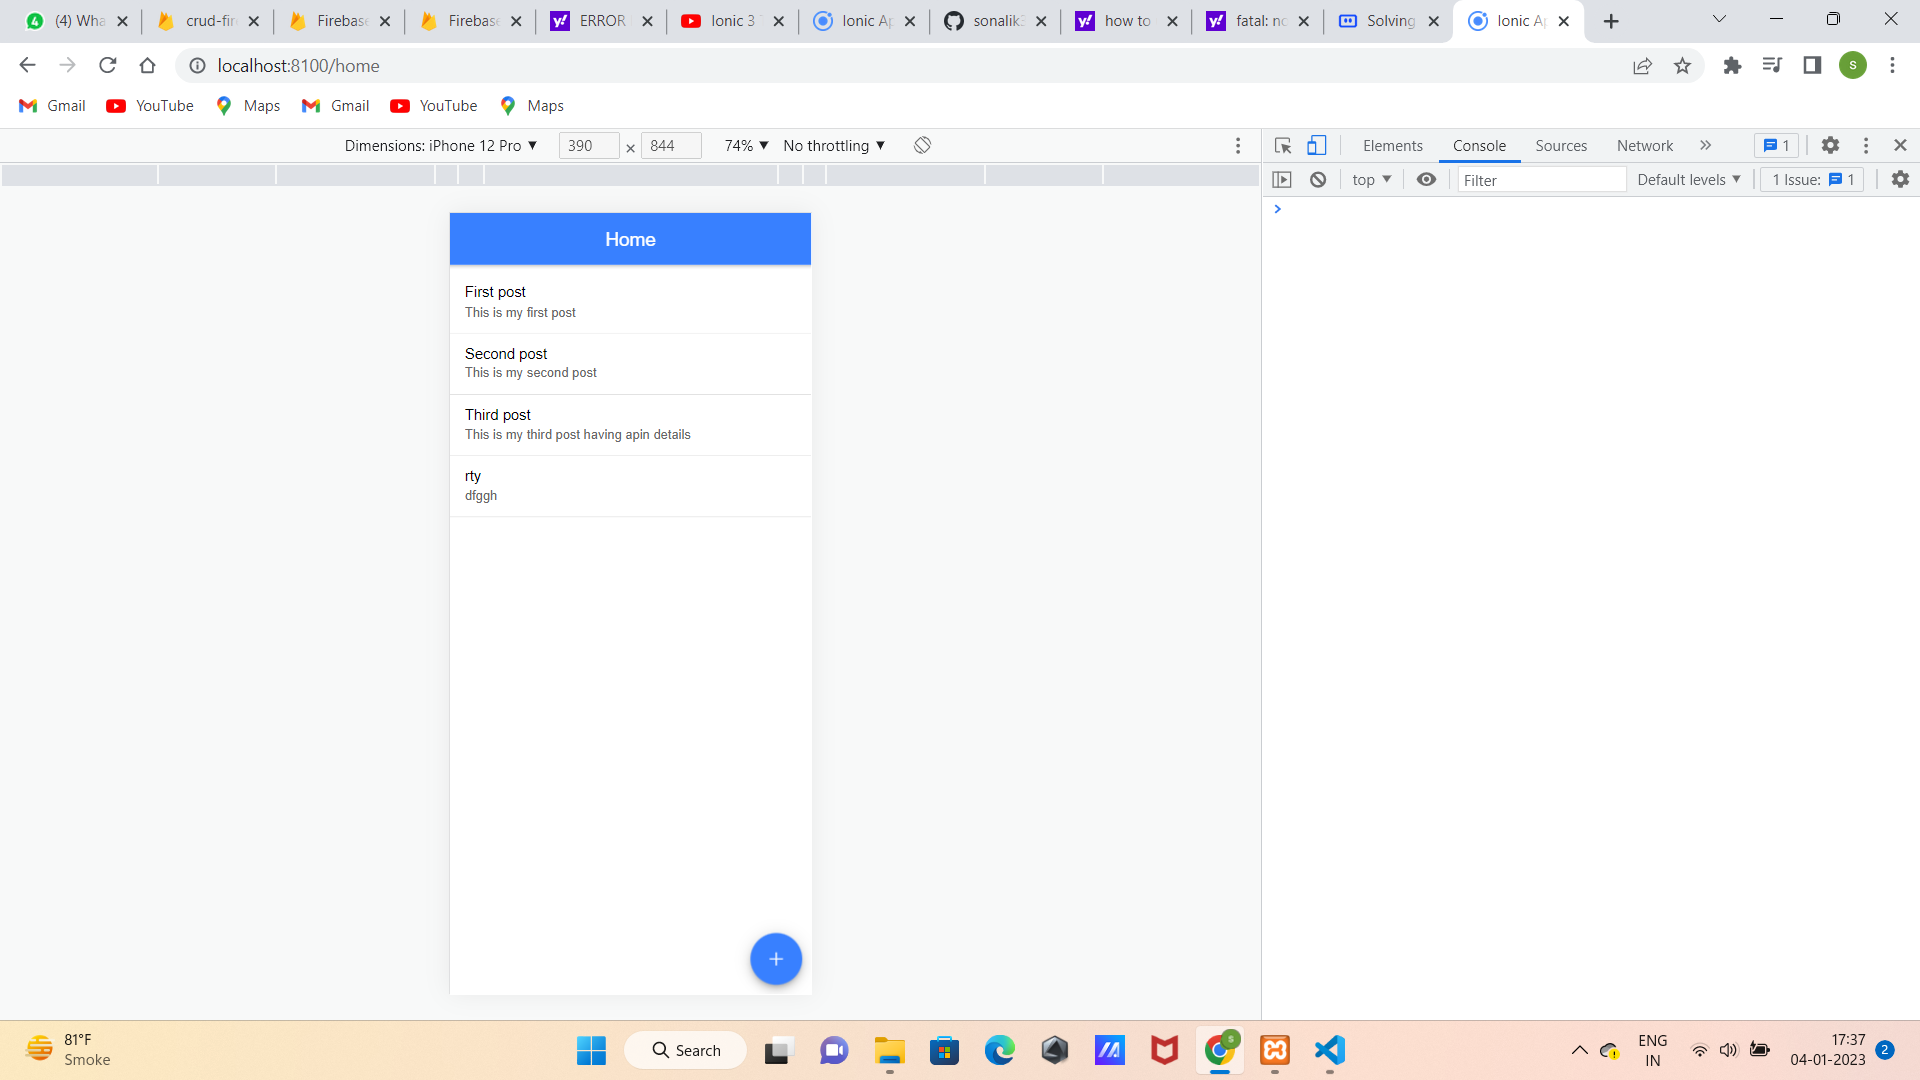 (4) Wha
crud-fir
Firebase
Firebase
ERROR
Ionic 3 T
Ionic Ap
sonalik3
how to
fatal: no
Solving
Ionic Ap
localhost:8100/home
s
Gmail
YouTube
Maps
Gmail
YouTube
Maps
Dimensions: iPhone 12 Pro
390 × 844
74%
No throttling
Elements
Console
Sources
Network
1
top
Filter
Default levels
1 Issue: 1
Home
First post
This is my first post
Second post
This is my second post
Third post
This is my third post having apin details
rty
dfggh
81°F
Smoke
Search
S
ENG
IN
17:37
04-01-2023
2